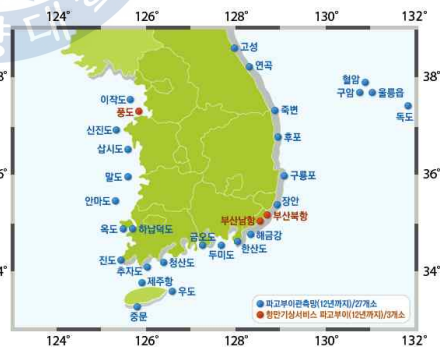 124° 126° 128° 130° 132°
고성
연곡
38° 혈암 38°
구암 울릉읍
독도
이작도
풍도
죽변
신진도
후포
삽시도
36° 말도 구룡포 36°
안마도
장안
부산남항 부산북항
옥도 하납덕도 금오도 해금강
두미도 한산도
34° 진도 추자도 청산도 34°
제주항
우도
중문
파고부이관측망(12년까지)/27개소
항만기상서비스 파고부이(12년까지)/3개소
124° 126° 128° 130° 132°